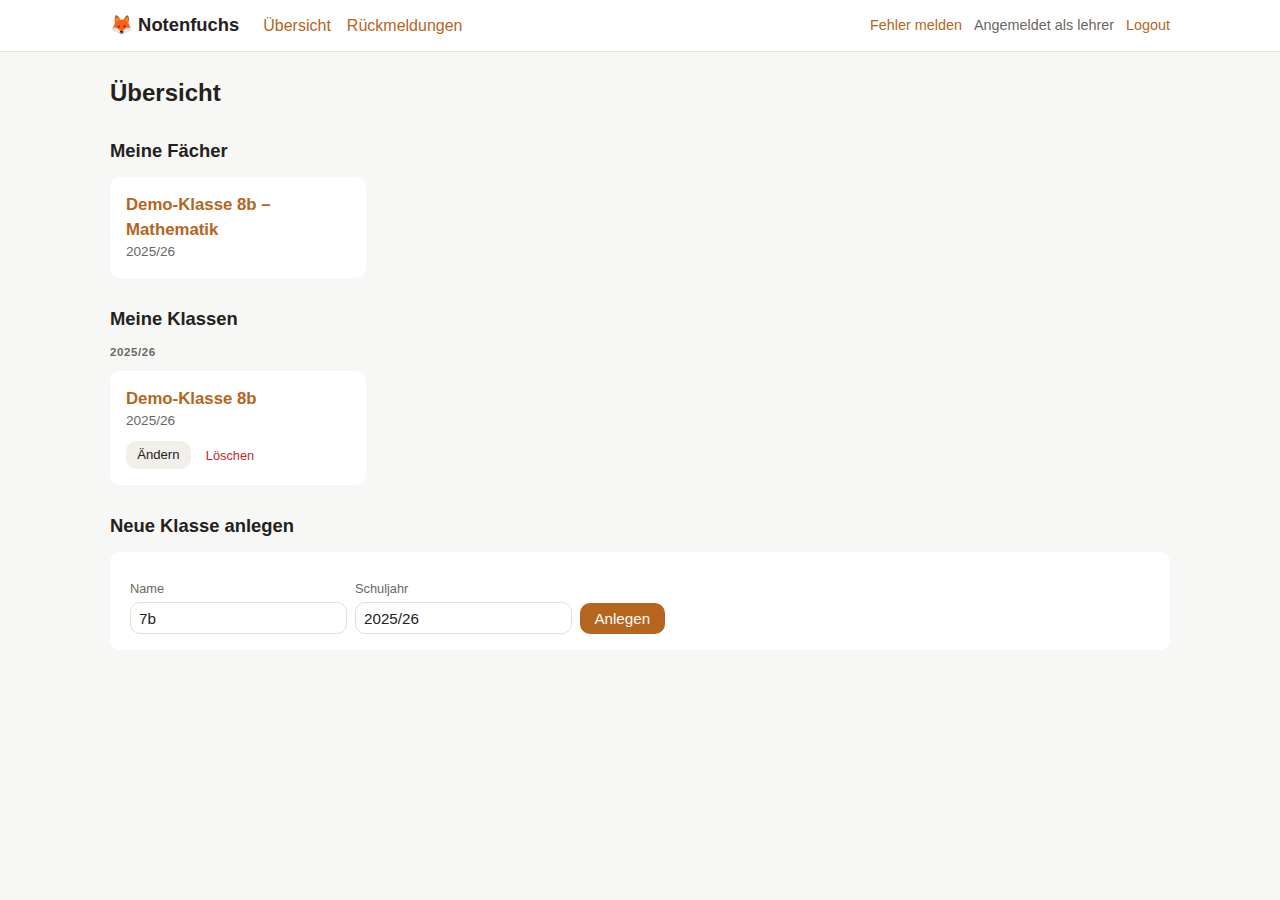 🦊 Notenfuchs Übersicht Rückmeldungen Fehler melden Angemeldet als lehrer Logout
Übersicht
Meine Fächer
Demo-Klasse 8b –
Mathematik
2025/26
Meine Klassen
2025/26
Demo-Klasse 8b
2025/26
Ändern Löschen
Neue Klasse anlegen
Name Schuljahr
7b 2025/26 Anlegen